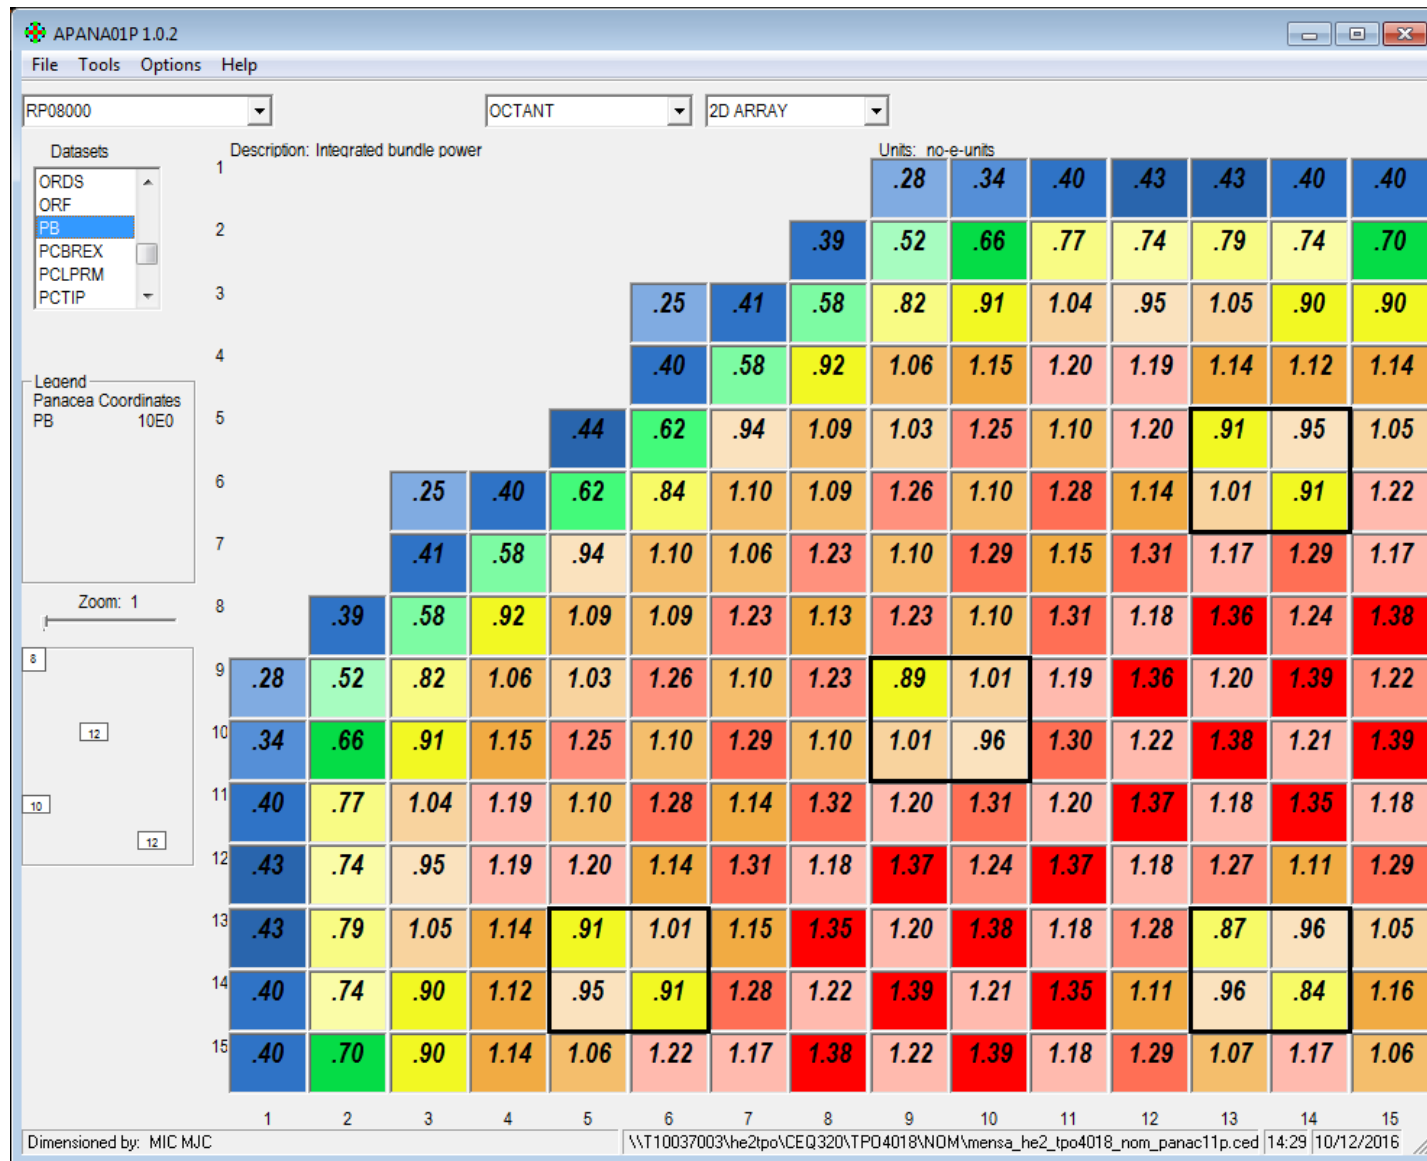 APANA01P 1.0.2
File Tools Options Help
RP08000 OCTANT 2D ARRAY
Datasets
ORDS
ORF
PB
PCBREX
PCLPRM
PCTIP
Legend
Panacea Coordinates
PB 10E0
Zoom: 1
8
12
10
12
Description: Integrated bundle power Units: no-e-units
1 .28 .34 .40 .43 .43 .40 .40
2 .39 .52 .66 .77 .74 .79 .74 .70
3 .25 .41 .58 .82 .91 1.04 .95 1.05 .90 .90
4 .40 .58 .92 1.06 1.15 1.20 1.19 1.14 1.12 1.14
5 .44 .62 .94 1.09 1.03 1.25 1.10 1.20 .91 .95 1.05
6 .25 .40 .62 .84 1.10 1.09 1.26 1.10 1.28 1.14 1.01 .91 1.22
7 .41 .58 .94 1.10 1.06 1.23 1.10 1.29 1.15 1.31 1.17 1.29 1.17
8 .39 .58 .92 1.09 1.09 1.23 1.13 1.23 1.10 1.31 1.18 1.36 1.24 1.38
9 .28 .52 .82 1.06 1.03 1.26 1.10 1.23 .89 1.01 1.19 1.36 1.20 1.39 1.22
10 .34 .66 .91 1.15 1.25 1.10 1.29 1.10 1.01 .96 1.30 1.22 1.38 1.21 1.39
11 .40 .77 1.04 1.19 1.10 1.28 1.14 1.32 1.20 1.31 1.20 1.37 1.18 1.35 1.18
12 .43 .74 .95 1.19 1.20 1.14 1.31 1.18 1.37 1.24 1.37 1.18 1.27 1.11 1.29
13 .43 .79 1.05 1.14 .91 1.01 1.15 1.35 1.20 1.38 1.18 1.28 .87 .96 1.05
14 .40 .74 .90 1.12 .95 .91 1.28 1.22 1.39 1.21 1.35 1.11 .96 .84 1.16
15 .40 .70 .90 1.14 1.06 1.22 1.17 1.38 1.22 1.39 1.18 1.29 1.07 1.17 1.06
1 2 3 4 5 6 7 8 9 10 11 12 13 14 15
Dimensioned by: MIC MJC \\T10037003\he2tpo\CEQ320\TPO4018\NOM\mensa_he2_tpo4018_nom_panac11p.ced 14:29 10/12/2016